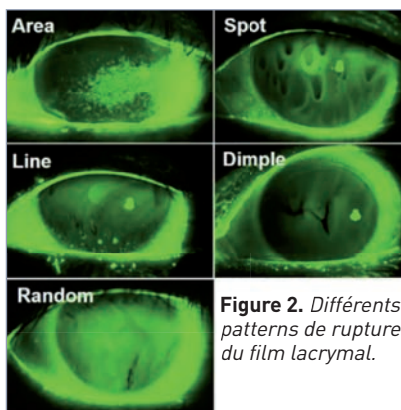 Area
Spot
Line
Dimple
Random
Figure 2. Différents
patterns de rupture
du film lacrymal.